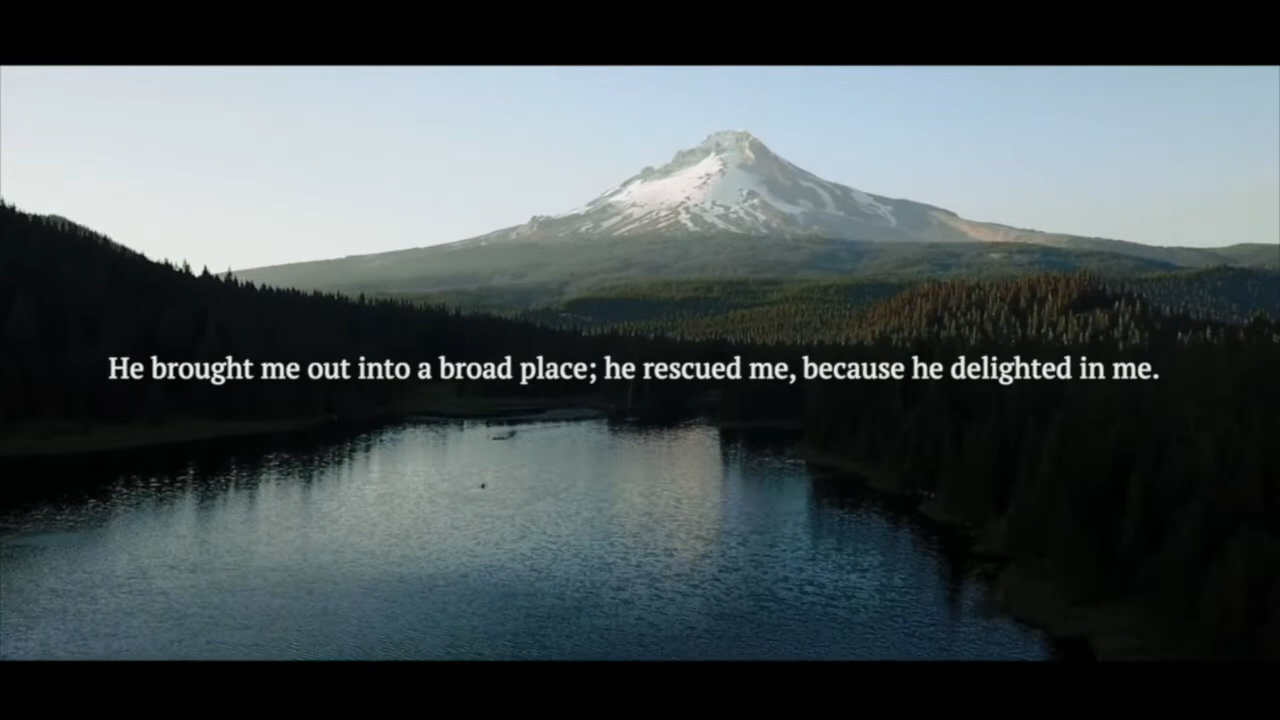 He brought me out into a broad place; he rescued me, because he delighted in me.